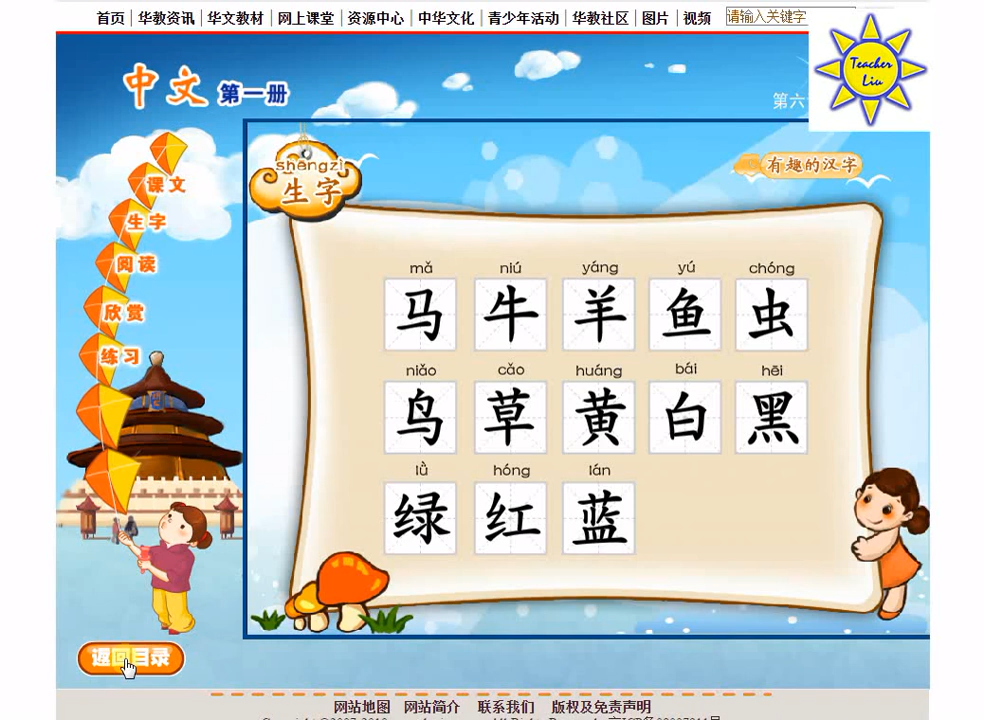 首页 | 华教资讯 | 华文教材 | 网上课堂 | 资源中心 | 中华文化 | 青少年活动 | 华教社区 | 图片 | 视频 请输入关键字
Teacher
Liu
中文 第一册
第六
shēngzì
生字
有趣的汉字
课文
生字
阅读
欣赏
练习
mǎ niú yáng yú chóng
马 牛 羊 鱼 虫
niǎo cǎo huáng bái hēi
鸟 草 黄 白 黑
lǜ hóng lán
绿 红 蓝
返回目录
网站地图 网站简介 联系我们 版权及免责声明